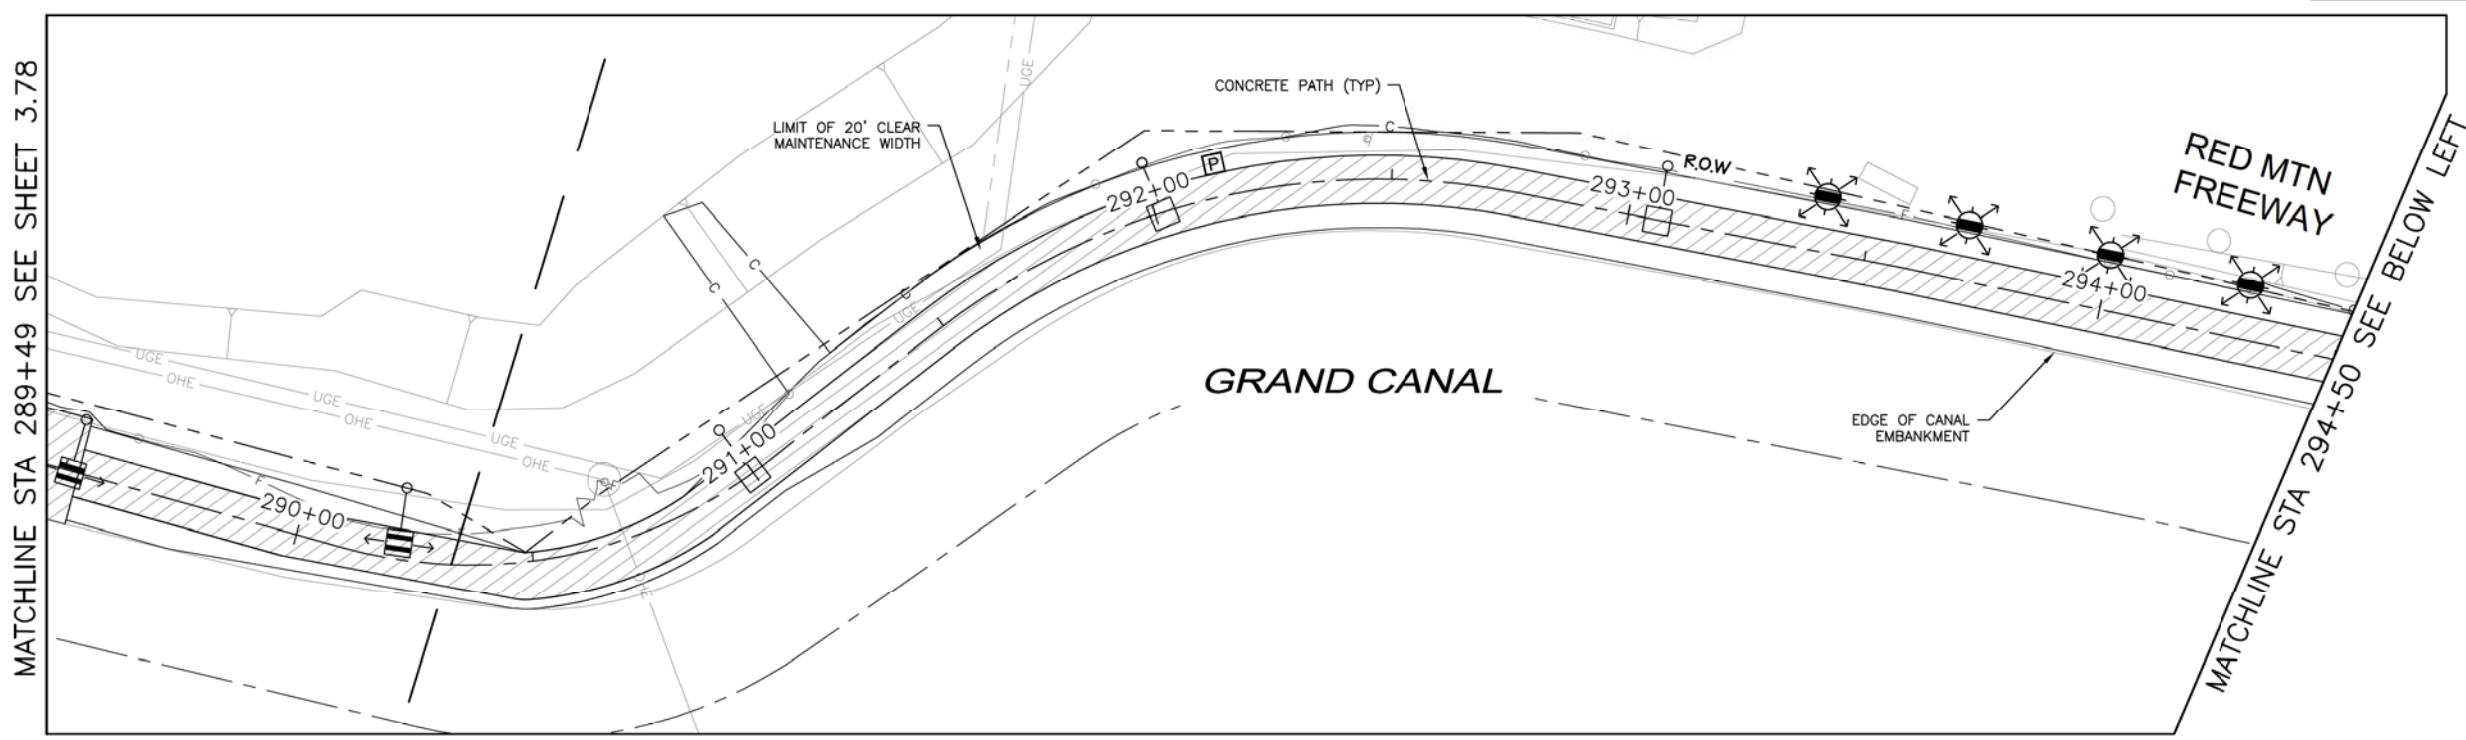 MATCHLINE STA 289+49 SEE SHEET 3.78
UGE
CONCRETE PATH (TYP)
LIMIT OF 20' CLEAR
MAINTENANCE WIDTH
C
R.O.W
RED MTN
FREEWAY
P
292+00
293+00
F
294+00
C
C
C
UGE
UGE
OHE
UGE
OHE
UGE
OHE
UGE
GRAND CANAL
EDGE OF CANAL
EMBANKMENT
291+00
F
290+00
OHE
MATCHLINE STA 294+50 SEE BELOW LEFT